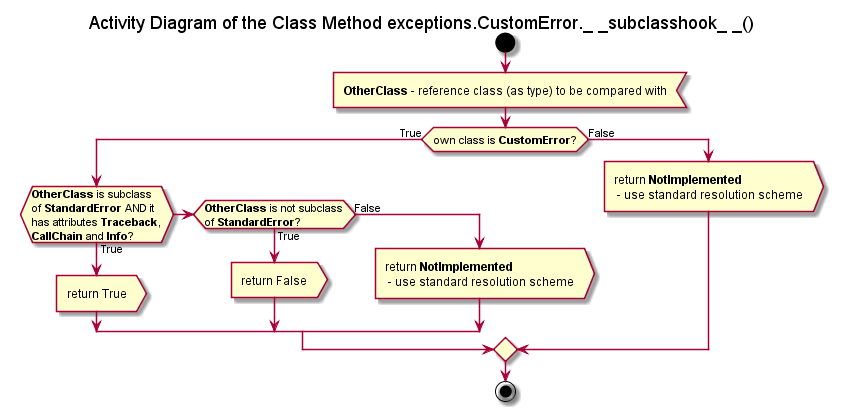 Activity Diagram of the Class Method exceptions.CustomError._ _subclasshook_ _()
OtherClass - reference class (as type) to be compared with
True
own class is CustomError?
False
return NotImplemented
- use standard resolution scheme
OtherClass is subclass
of StandardError AND it
has attributes Traceback,
CallChain and Info?
True
return True
OtherClass is not subclass
of StandardError?
False
True
return False
return NotImplemented
- use standard resolution scheme